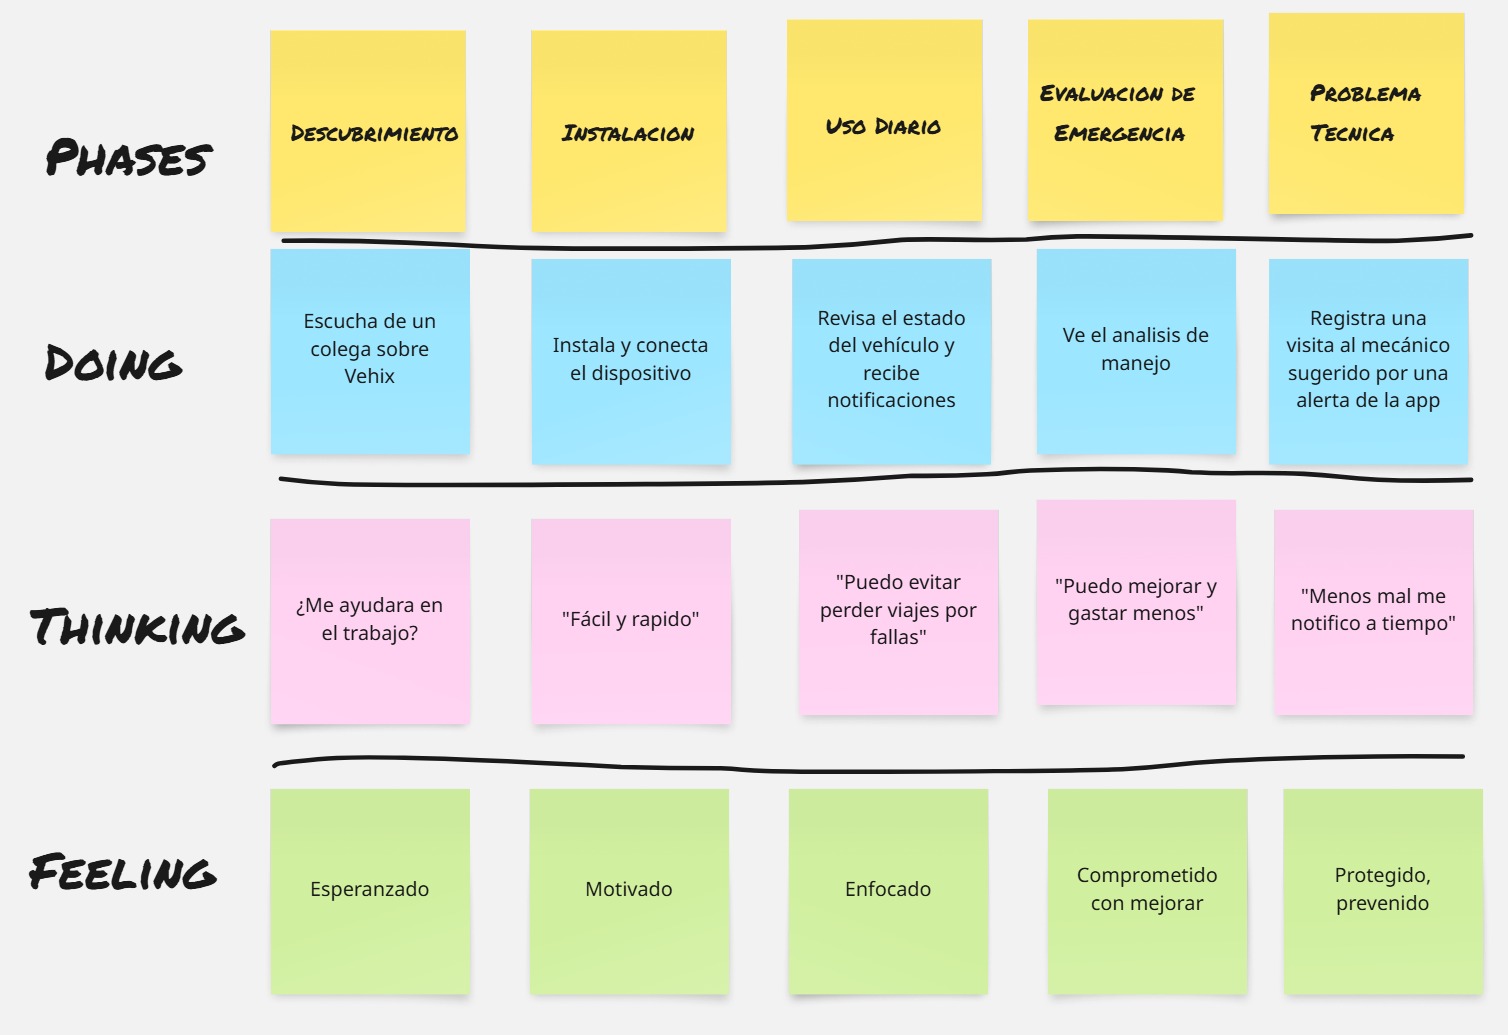 Phases
Descubrimiento
Instalacion
Uso Diario
Evaluacion de
Emergencia
Problema
Tecnica
Doing
Escucha de un
colega sobre
Vehix
Instala y conecta
el dispositivo
Revisa el estado
del vehículo y
recibe
notificaciones
Ve el analisis de
manejo
Registra una
visita al mecánico
sugerido por una
alerta de la app
Thinking
¿Me ayudara en
el trabajo?
"Fácil y rapido"
"Puedo evitar
perder viajes por
fallas"
"Puedo mejorar y
gastar menos"
"Menos mal me
notifico a tiempo"
Feeling
Esperanzado
Motivado
Enfocado
Comprometido
con mejorar
Protegido,
prevenido